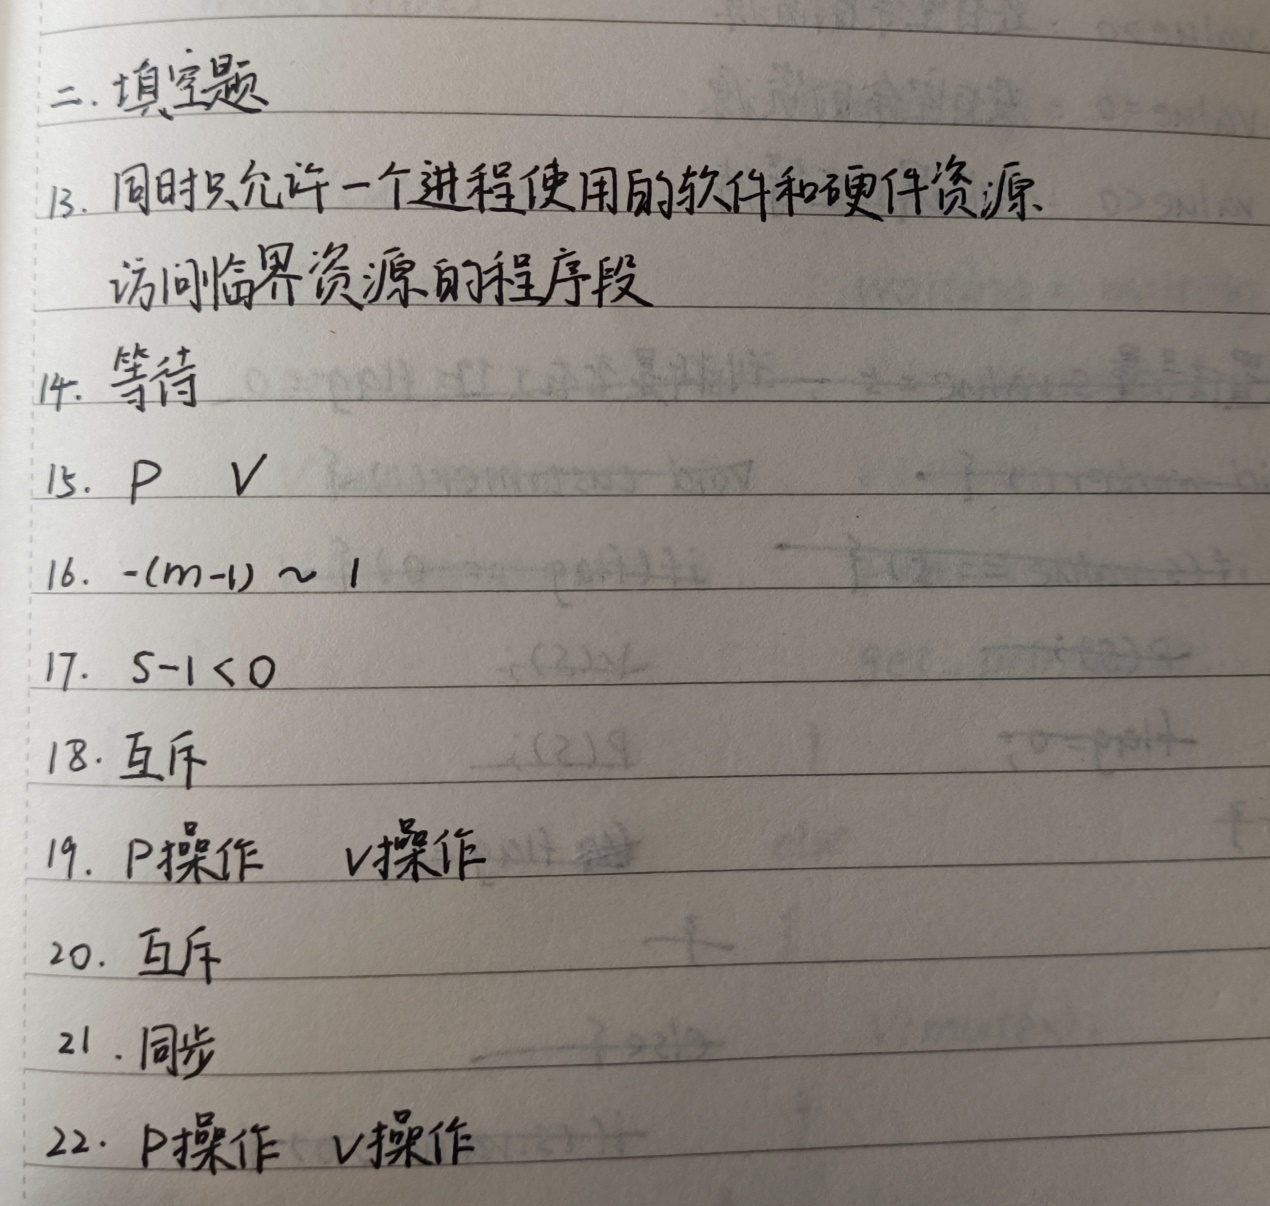 二.填空题
13. 同时只允许一个进程使用的软件和硬件资源.
访问临界资源的程序段
14. 等待
15. P V
16. -(m-1) ~ 1
17. S-1<0
18. 互斥
19. P操作 V操作
20. 互斥
21. 同步
22. P操作 V操作